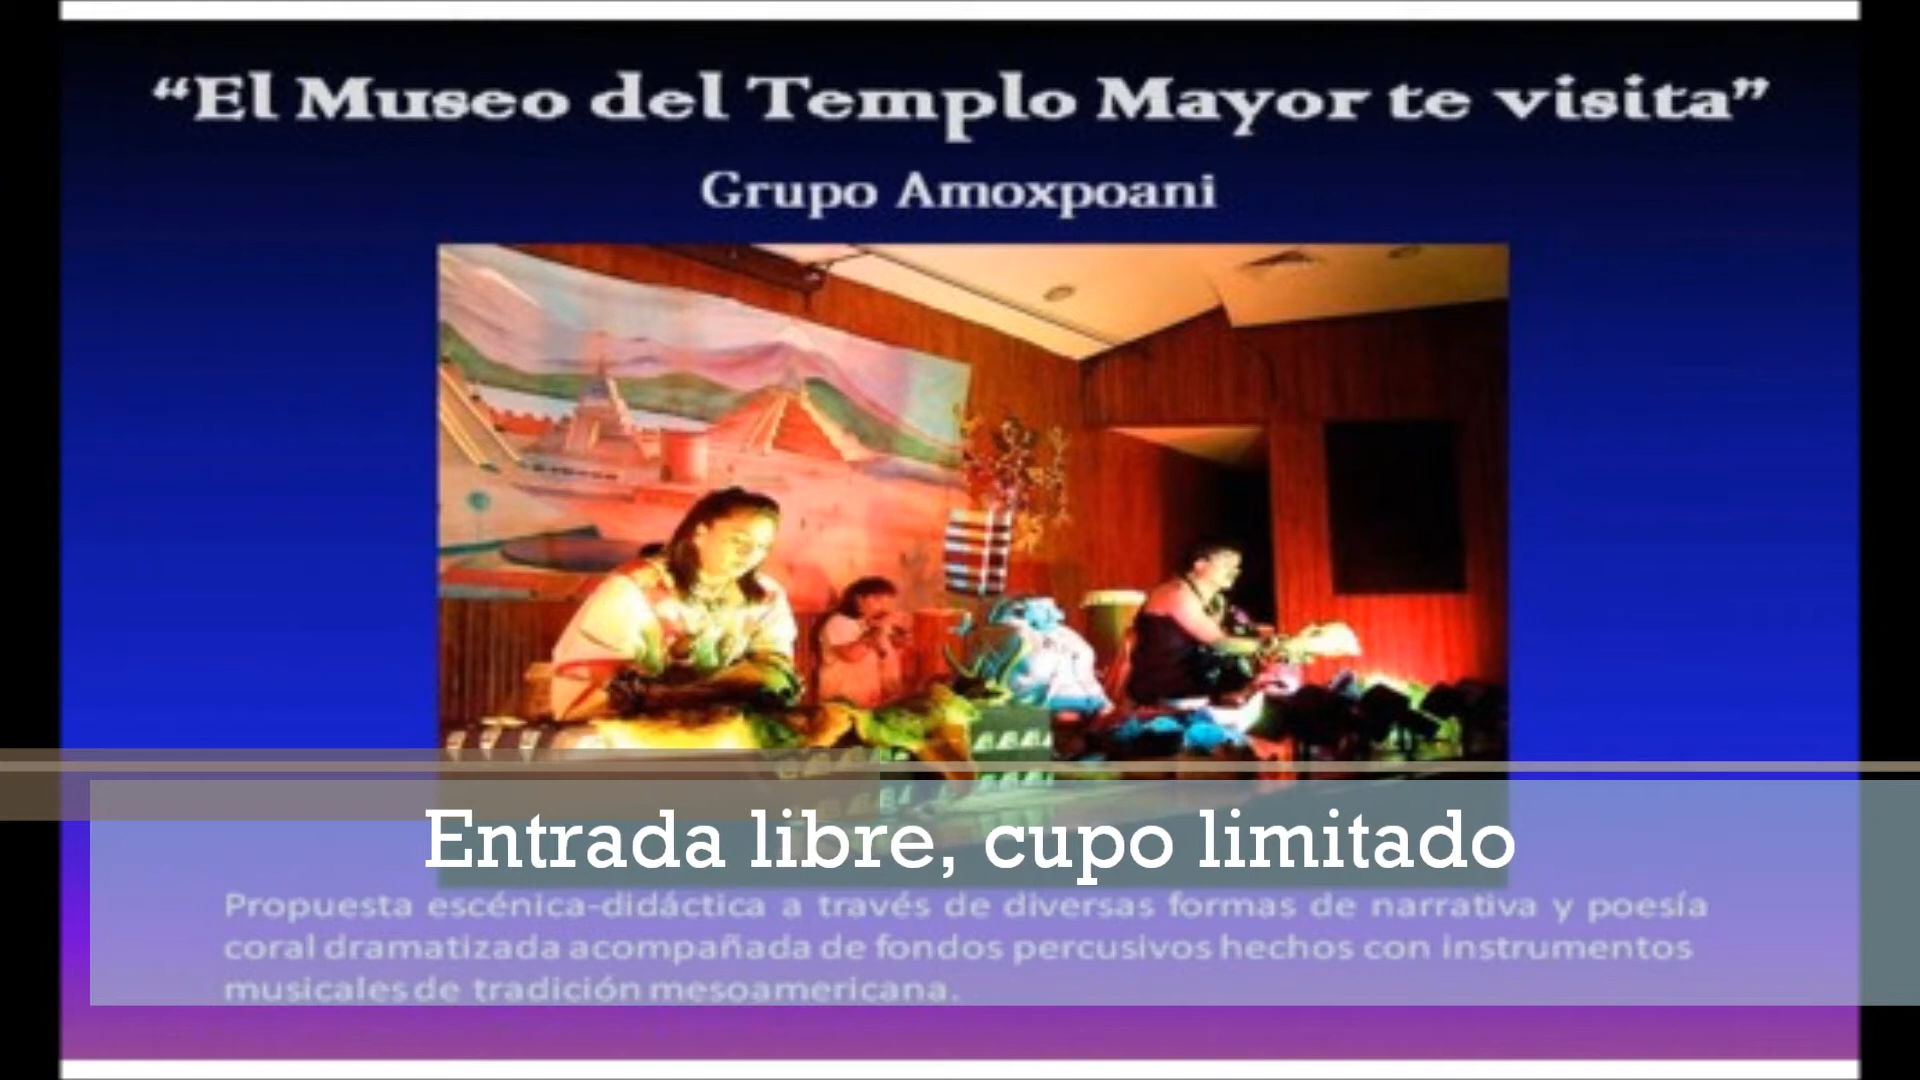 “El Museo del Templo Mayor te visita”
Grupo Amoxpoani
Entrada libre, cupo limitado
Propuesta escénica-didáctica a través de diversas formas de narrativa y poesía
coral dramatizada acompañada de fondos percusivos hechos con instrumentos
musicales de tradición mesoamericana.